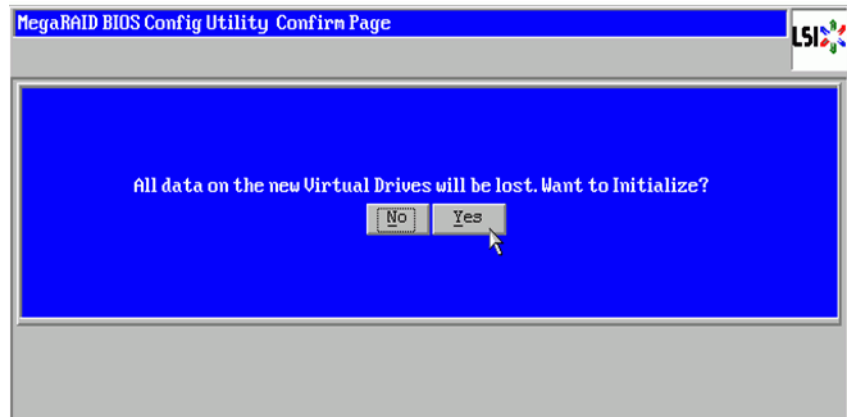 MegaRAID BIOS Config Utility Confirm Page
LSI
All data on the new Virtual Drives will be lost. Want to Initialize?
No Yes